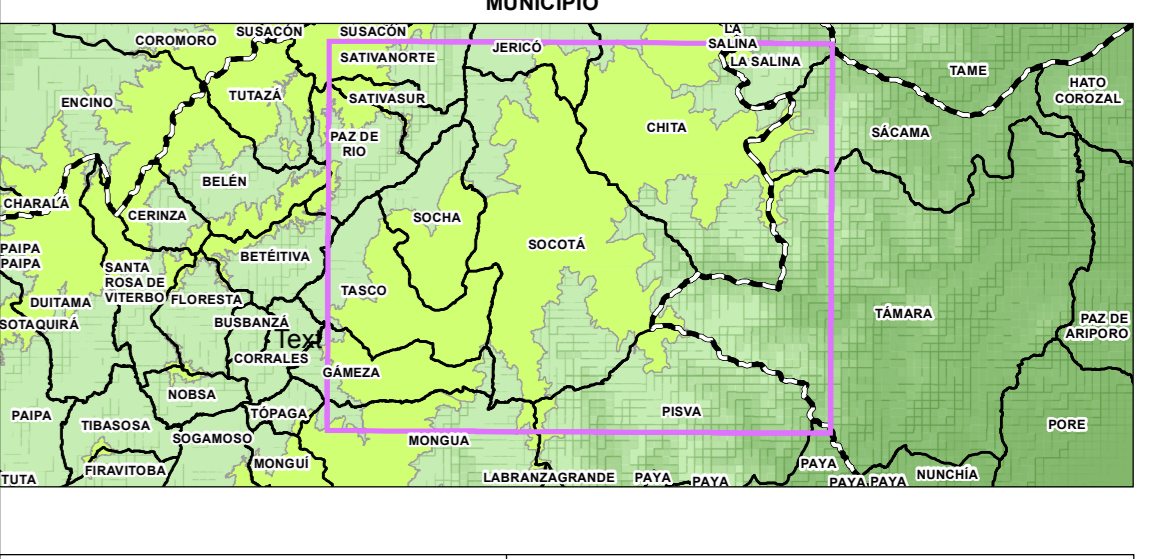 MUNICIPIO
SUSACÓN
SUSACÓN
LA
SALINA
COROMORO
JERICÓ
SATIVANORTE
LA SALINA
TAME
HATO
COROZAL
TUTAZÁ
SATIVASUR
ENCINO
CHITA
SÁCAMA
PAZ DE
RIO
BELÉN
CHARALÁ
CERINZA
SOCHA
SOCOTÁ
PAIPA
PAIPA
BETÉITIVA
SANTA
ROSA DE
VITERBO
TASCO
DUITAMA
FLORESTA
TÁMARA
SOTAQUIRÁ
BUSBANZÁ
PAZ DE
ARIPORO
Text
CORRALES
GÁMEZA
NOBSA
PAIPA
TÓPAGA
PISVA
TIBASOSA
PORE
SOGAMOSO
MONGUA
FIRAVITOBA
MONGUÍ
PAYA
TUTA
LABRANZAGRANDE
PAYA
PAYA
PAYA
PAYA
NUNCHÍA